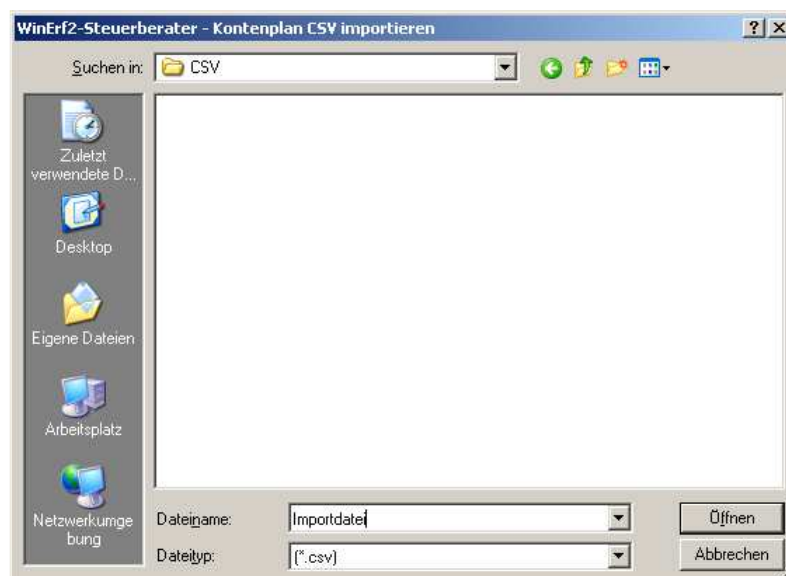 WinErf2-Steuerberater - Kontenplan CSV importieren
Suchen in:
CSV
Zuletzt
verwendete D...
Desktop
Eigene Dateien
Arbeitsplatz
Netzwerkumge
bung
Dateiname:
Importdatei
Öffnen
Dateityp:
(*.csv)
Abbrechen